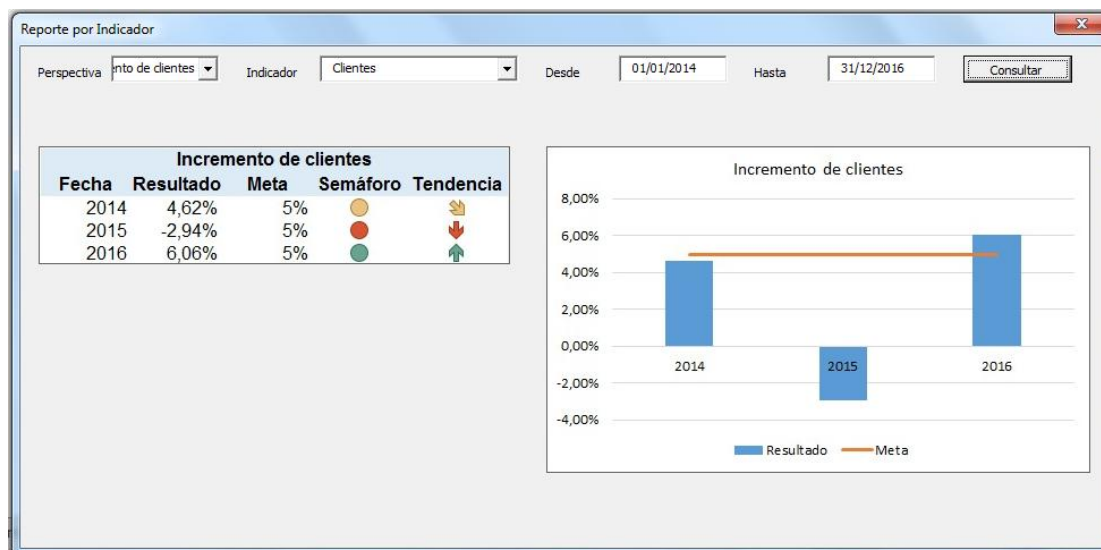 Reporte por Indicador
Perspectiva nto de clientes Indicador Clientes Desde 01/01/2014 Hasta 31/12/2016 Consultar
Incremento de clientes
Fecha Resultado Meta Semáforo Tendencia
2014 4,62% 5%
2015 -2,94% 5%
2016 6,06% 5%
Incremento de clientes
8,00%
6,00%
4,00%
2,00%
0,00%
-2,00%
-4,00%
2014 2015 2016
Resultado Meta